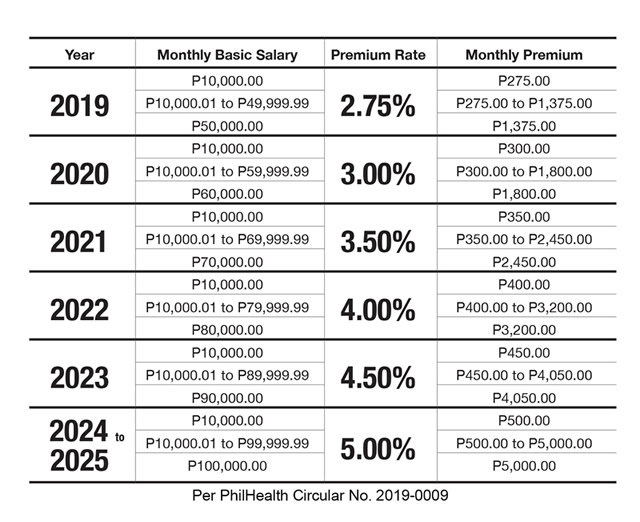 Year Monthly Basic Salary Premium Rate Monthly Premium
2019 P10,000.00 2.75% P275.00
P10,000.01 to P49,999.99 P275.00 to P1,375.00
P50,000.00 P1,375.00
2020 P10,000.00 3.00% P300.00
P10,000.01 to P59,999.99 P300.00 to P1,800.00
P60,000.00 P1,800.00
2021 P10,000.00 3.50% P350.00
P10,000.01 to P69,999.99 P350.00 to P2,450.00
P70,000.00 P2,450.00
2022 P10,000.00 4.00% P400.00
P10,000.01 to P79,999.99 P400.00 to P3,200.00
P80,000.00 P3,200.00
2023 P10,000.00 4.50% P450.00
P10,000.01 to P89,999.99 P450.00 to P4,050.00
P90,000.00 P4,050.00
2024 to 2025 P10,000.00 5.00% P500.00
P10,000.01 to P99,999.99 P500.00 to P5,000.00
P100,000.00 P5,000.00
Per PhilHealth Circular No. 2019-0009